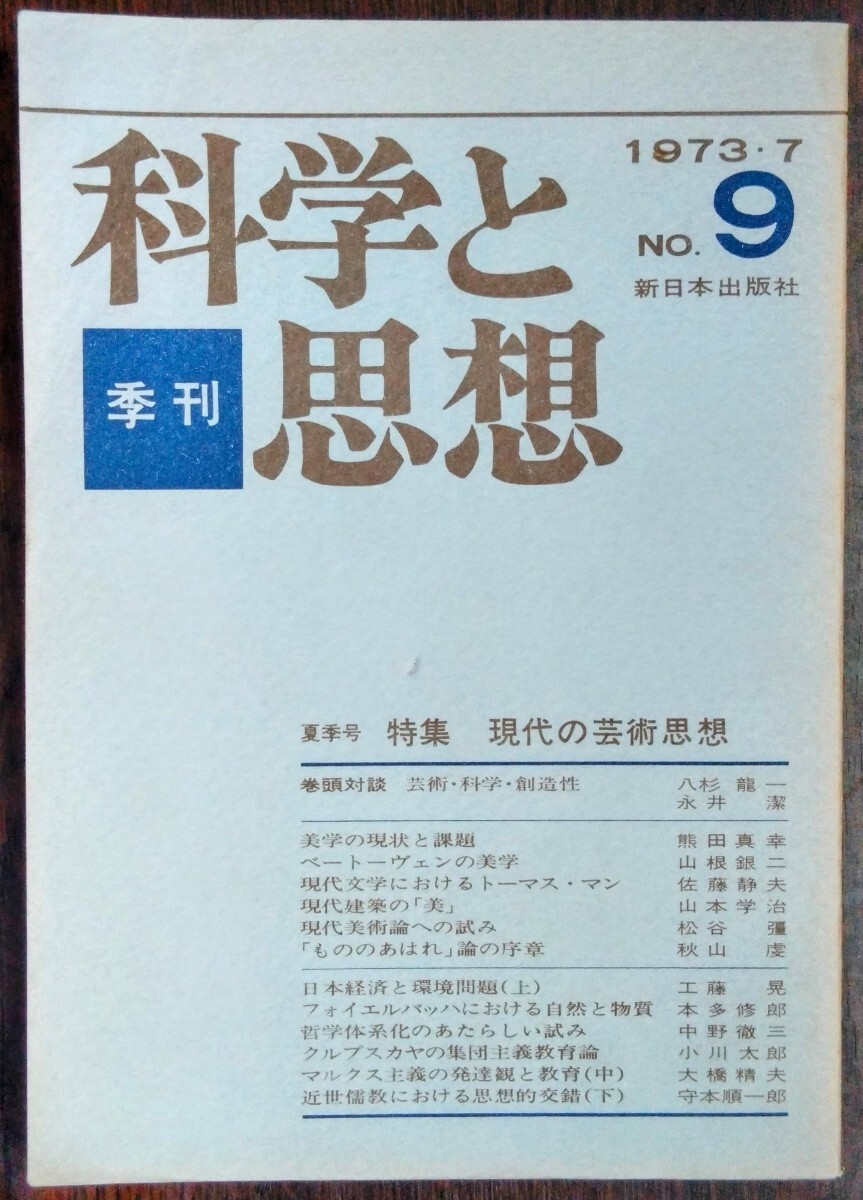 科学と
思想
季刊
1973・7
NO. 9
新日本出版社
夏季号 特集 現代の芸術思想
巻頭対談 芸術・科学・創造性 八杉龍一
永井潔
美学の現状と課題 熊田真幸
ベートーヴェンの美学 山根銀二
現代文学におけるトーマス・マン 佐藤静夫
現代建築の「美」 山本学治
現代美術論への試み 松谷彊
「もののあはれ」論の序章 秋山虔
日本経済と環境問題(上) 工藤晃
フォイエルバッハにおける自然と物質 本多修郎
哲学体系化のあたらしい試み 中野徹三
クルプスカヤの集団主義教育論 小川太郎
マルクス主義の発達観と教育(中) 大橋精夫
近世儒教における思想的交錯(下) 守本順一郎